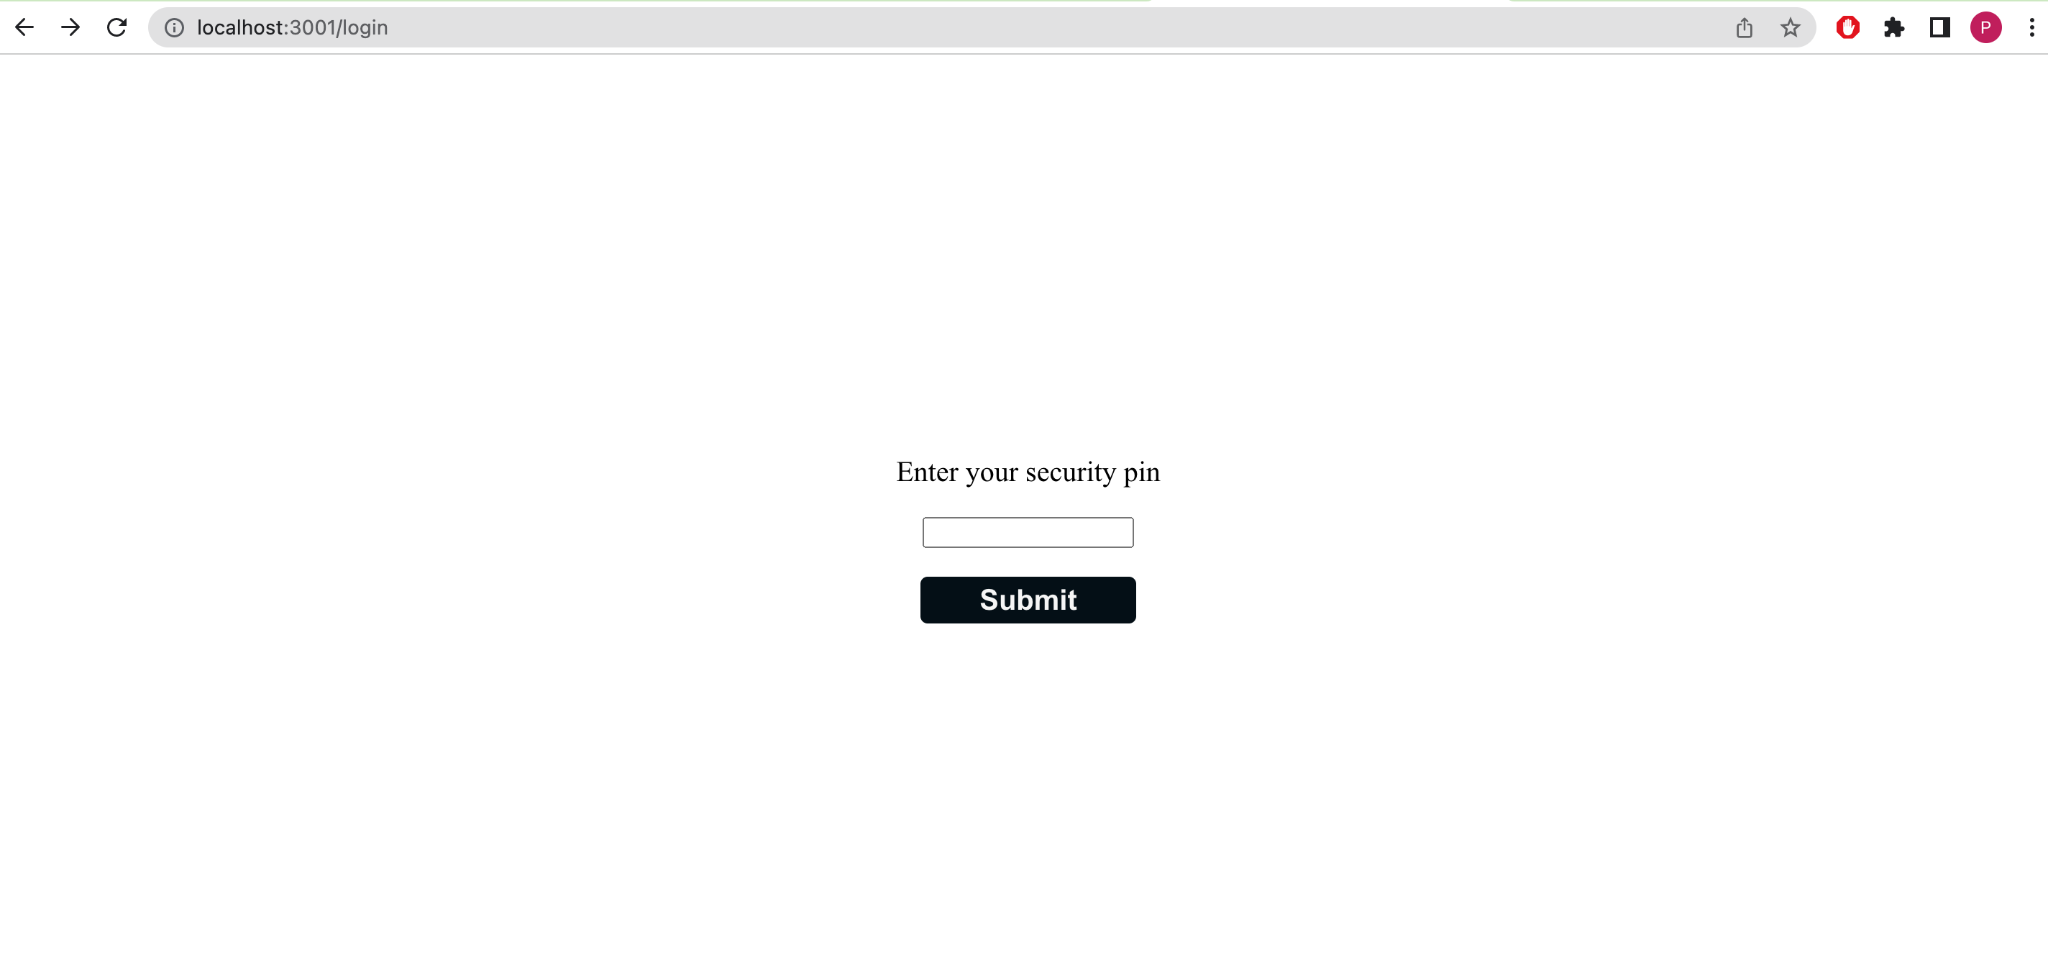 localhost:3001/login
P
Enter your security pin
Submit